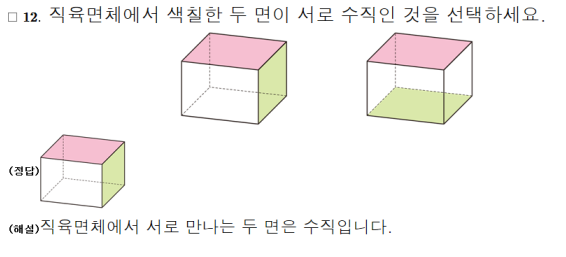 □ 12. 직육면체에서 색칠한 두 면이 서로 수직인 것을 선택하세요.
(정답)
(해설)직육면체에서 서로 만나는 두 면은 수직입니다.